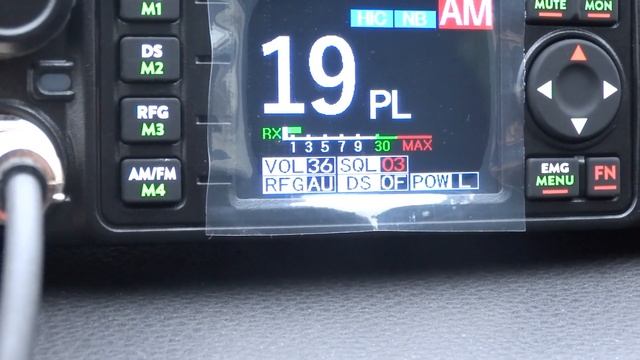 M1
DS
M2
RFG
M3
AM/FM
M4
HIC NB AM
19 PL
RX
1 3 5 7 9 30 MAX
VOL 36 SQL 03
RFG AU DS OF POW L
MUTE MON
EMG
MENU
FN